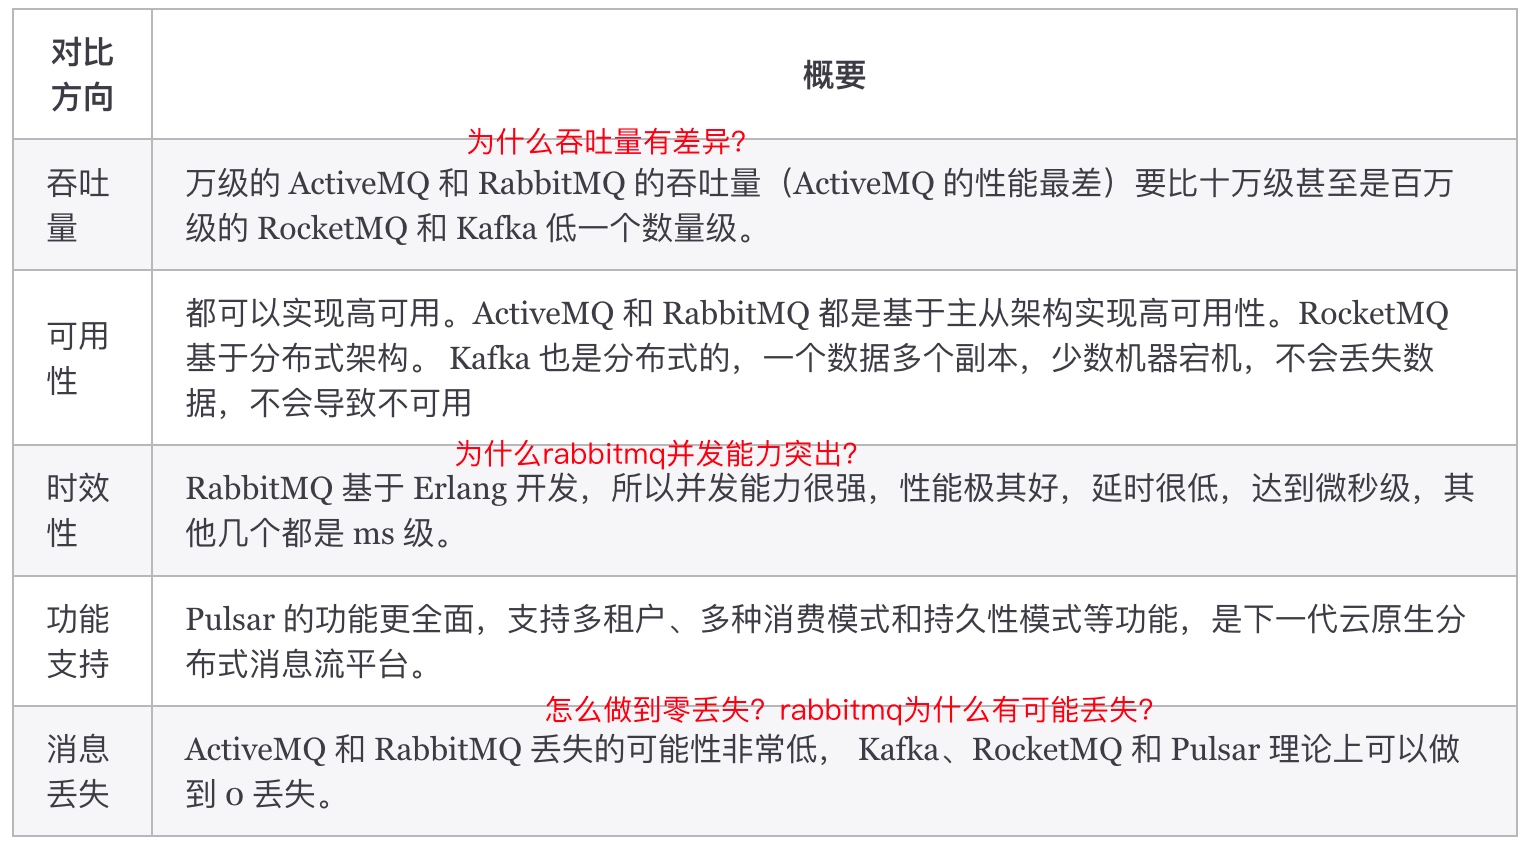 对比
方向
概要
为什么吞吐量有差异？
吞吐
量
万级的 ActiveMQ 和 RabbitMQ 的吞吐量（ActiveMQ 的性能最差）要比十万级甚至是百万
级的 RocketMQ 和 Kafka 低一个数量级。
可用
性
都可以实现高可用。ActiveMQ 和 RabbitMQ 都是基于主从架构实现高可用性。RocketMQ
基于分布式架构。 Kafka 也是分布式的，一个数据多个副本，少数机器宕机，不会丢失数
据，不会导致不可用
为什么rabbitmq并发能力突出？
时效
性
RabbitMQ 基于 Erlang 开发，所以并发能力很强，性能极其好，延时很低，达到微秒级，其
他几个都是 ms 级。
功能
支持
Pulsar 的功能更全面，支持多租户、多种消费模式和持久性模式等功能，是下一代云原生分
布式消息流平台。
怎么做到零丢失？rabbitmq为什么有可能丢失？
消息
丢失
ActiveMQ 和 RabbitMQ 丢失的可能性非常低， Kafka、RocketMQ 和 Pulsar 理论上可以做
到 0 丢失。